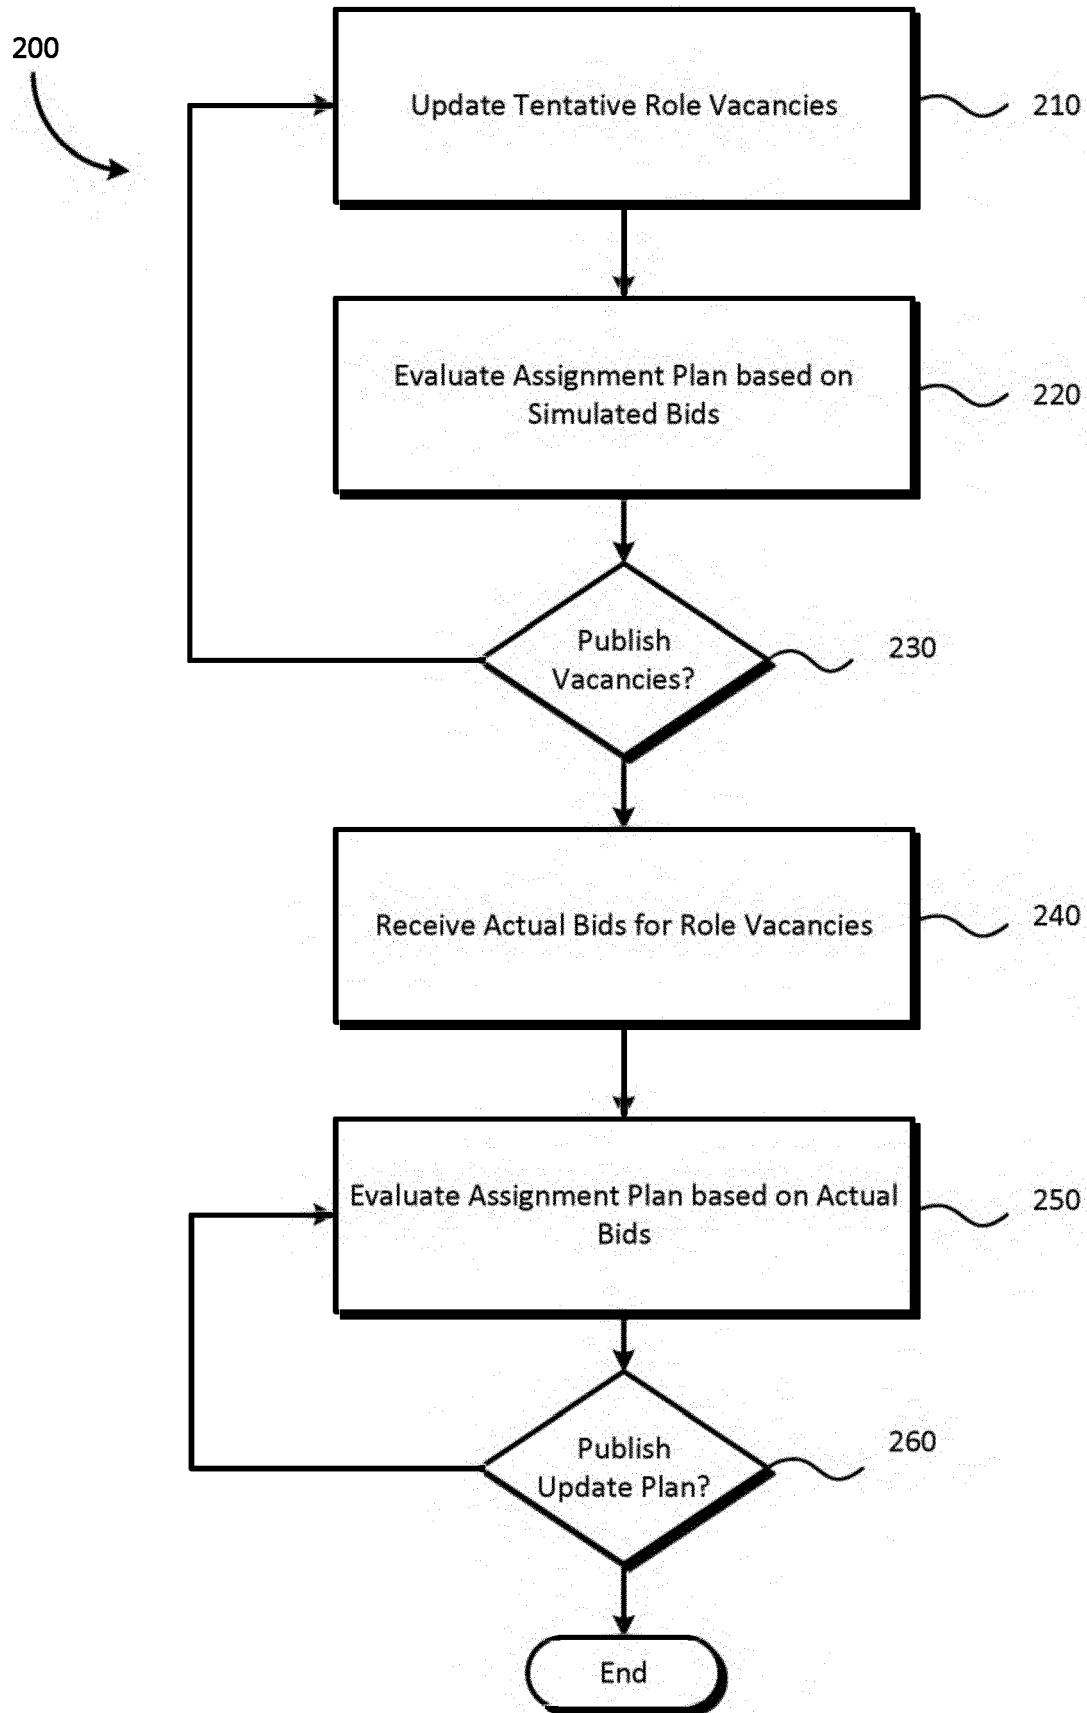 200
Update Tentative Role Vacancies
210
Evaluate Assignment Plan based on
Simulated Bids
220
Publish
Vacancies?
230
Receive Actual Bids for Role Vacancies
240
Evaluate Assignment Plan based on Actual
Bids
250
Publish
Update Plan?
260
End